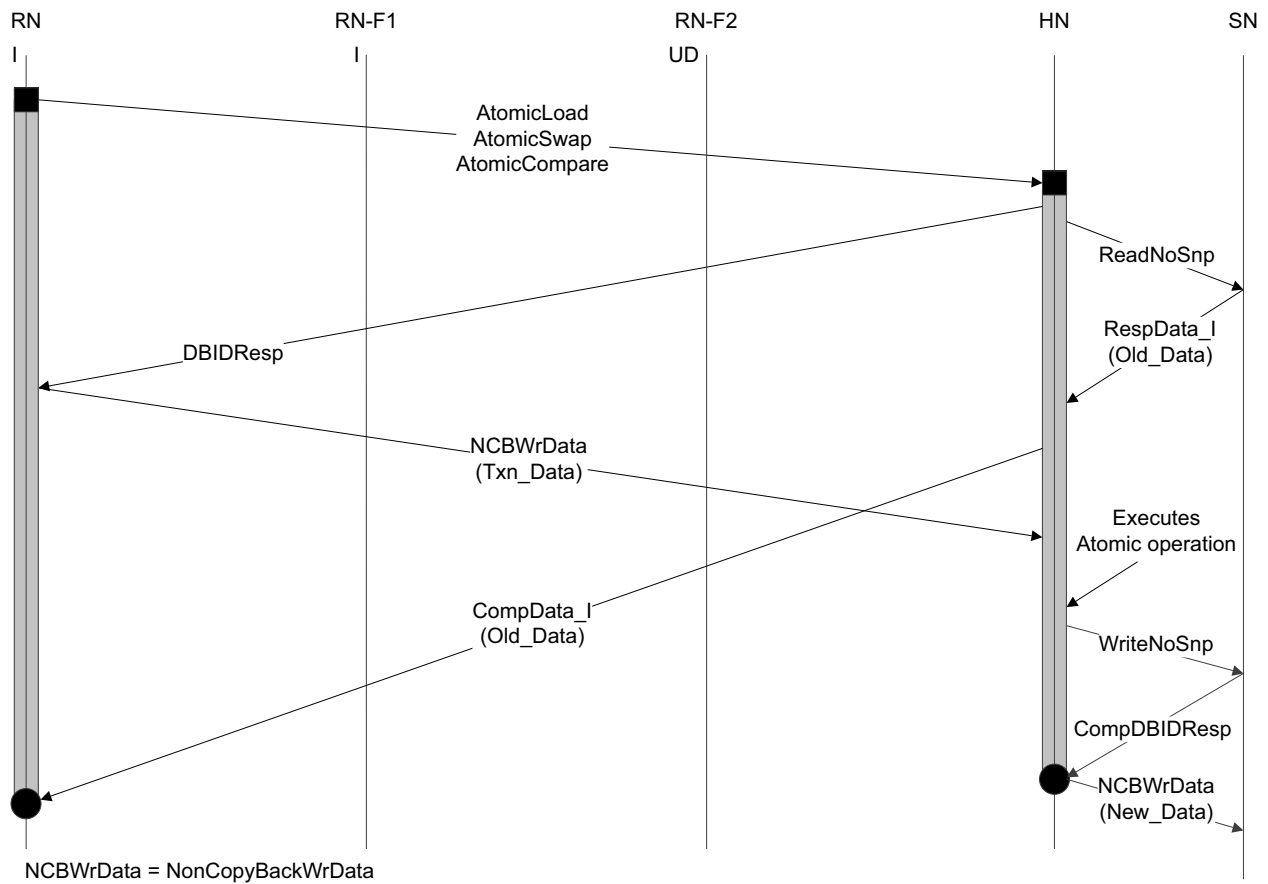 RN
RN-F1
RN-F2
HN
SN
I
I
UD
AtomicLoad
AtomicSwap
AtomicCompare
ReadNoSnp
RespData_I
(Old_Data)
DBIDResp
NCBWrData
(Txn_Data)
Executes
Atomic operation
CompData_I
(Old_Data)
WriteNoSnp
CompDBIDResp
NCBWrData
(New_Data)
NCBWrData = NonCopyBackWrData